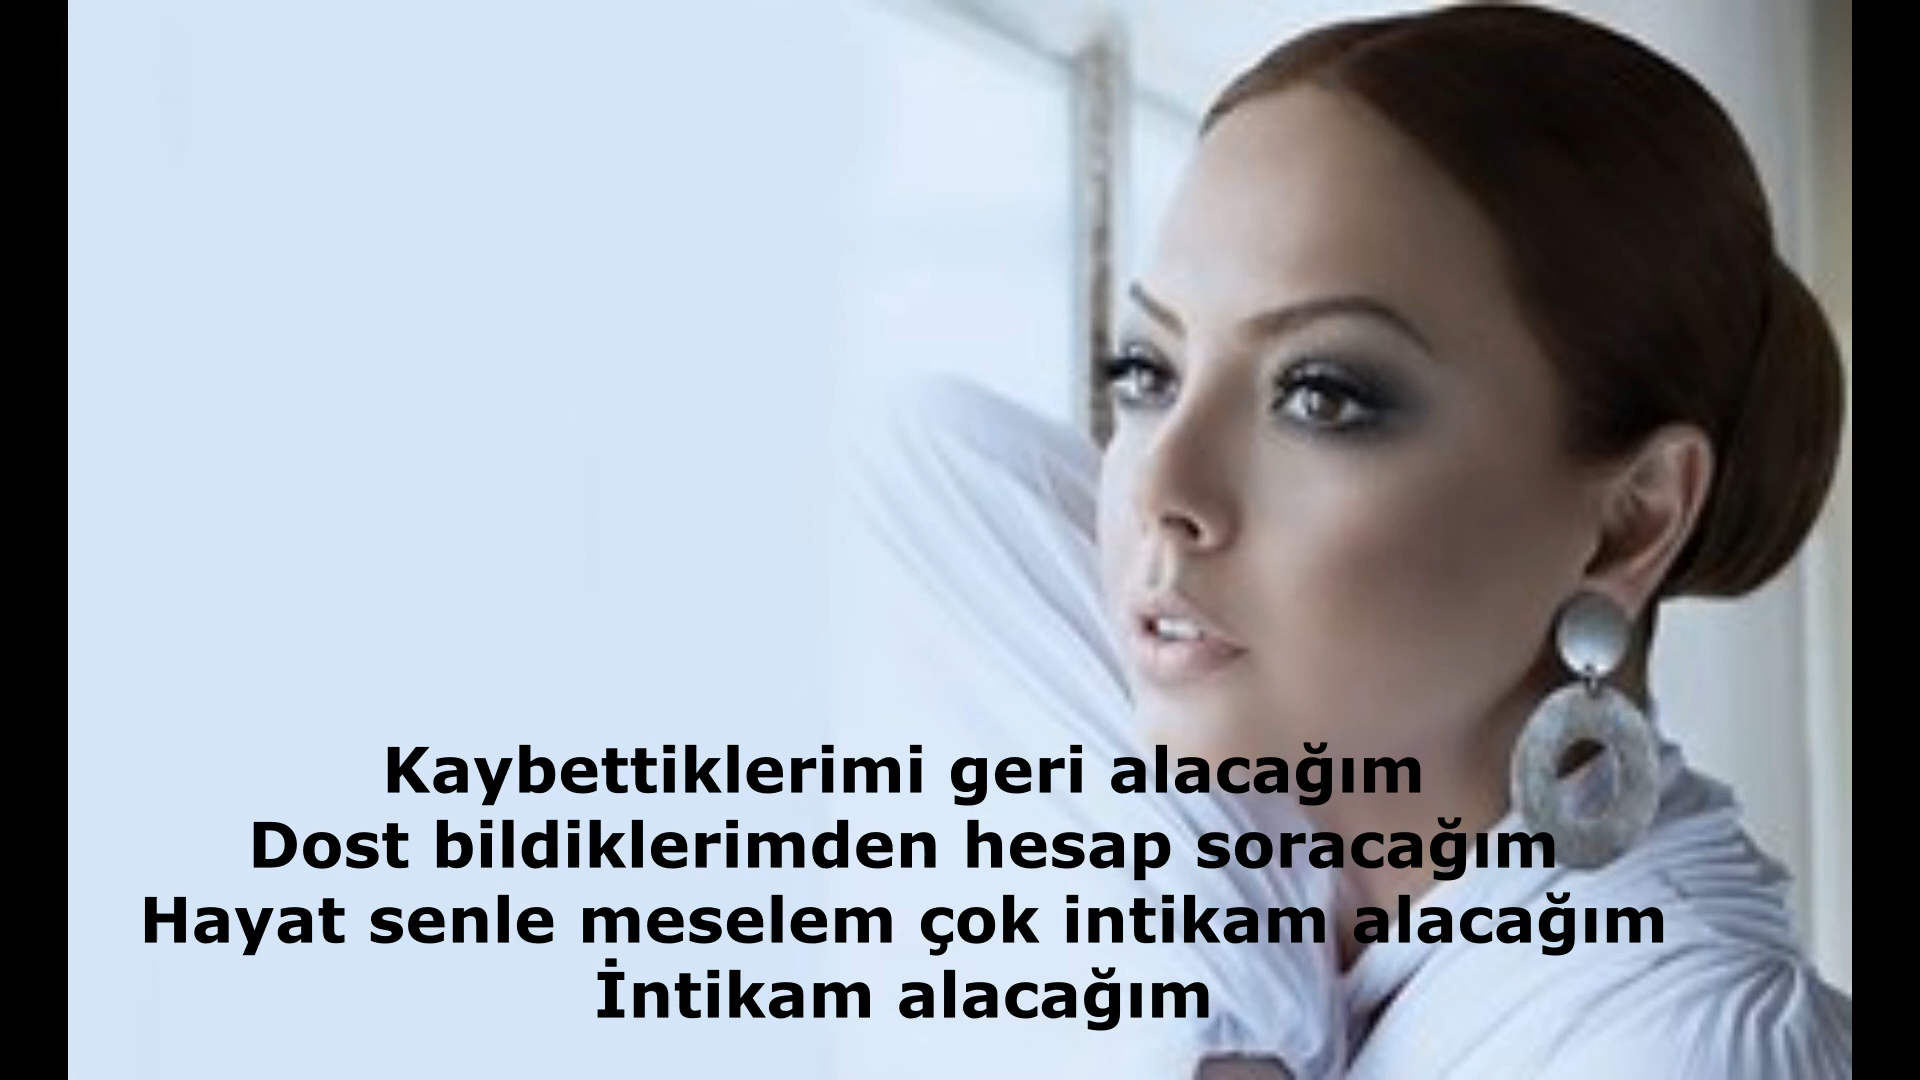 Kaybettiklerimi geri alacağım
Dost bildiklerimden hesap soracağım
Hayat senle meselem çok intikam alacağım
İntikam alacağım